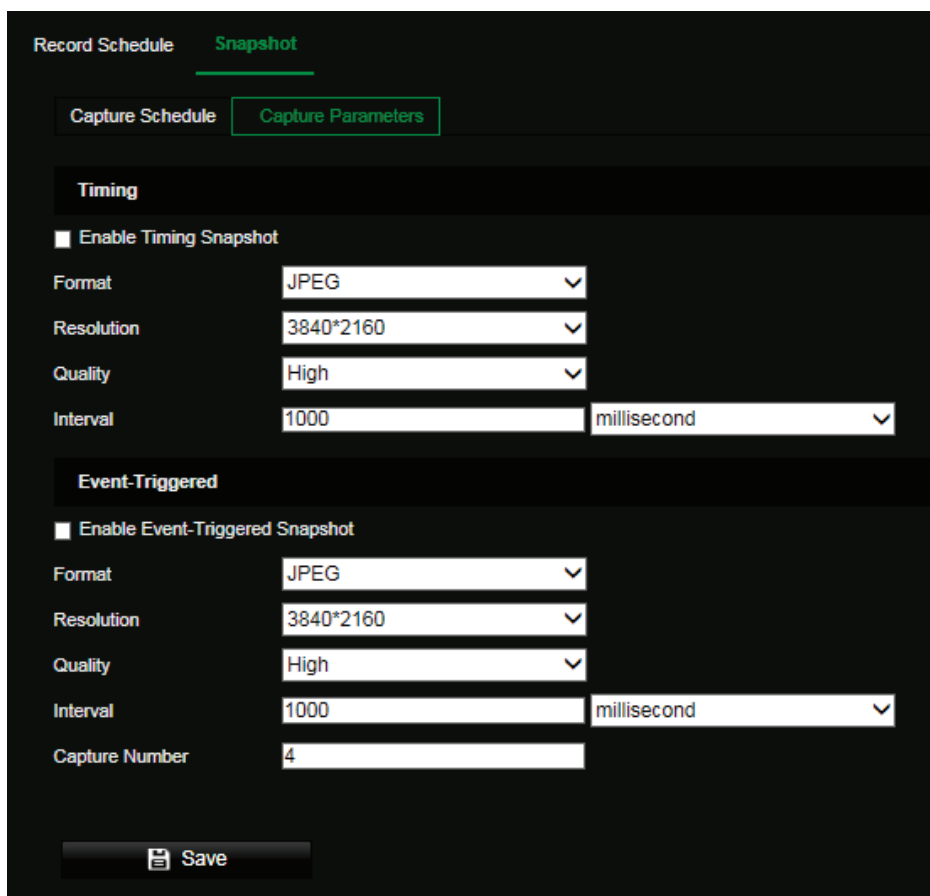 Record Schedule Snapshot
Capture Schedule Capture Parameters
Timing
Enable Timing Snapshot
Format JPEG
Resolution 3840*2160
Quality High
Interval 1000 millisecond
Event-Triggered
Enable Event-Triggered Snapshot
Format JPEG
Resolution 3840*2160
Quality High
Interval 1000 millisecond
Capture Number 4
Save